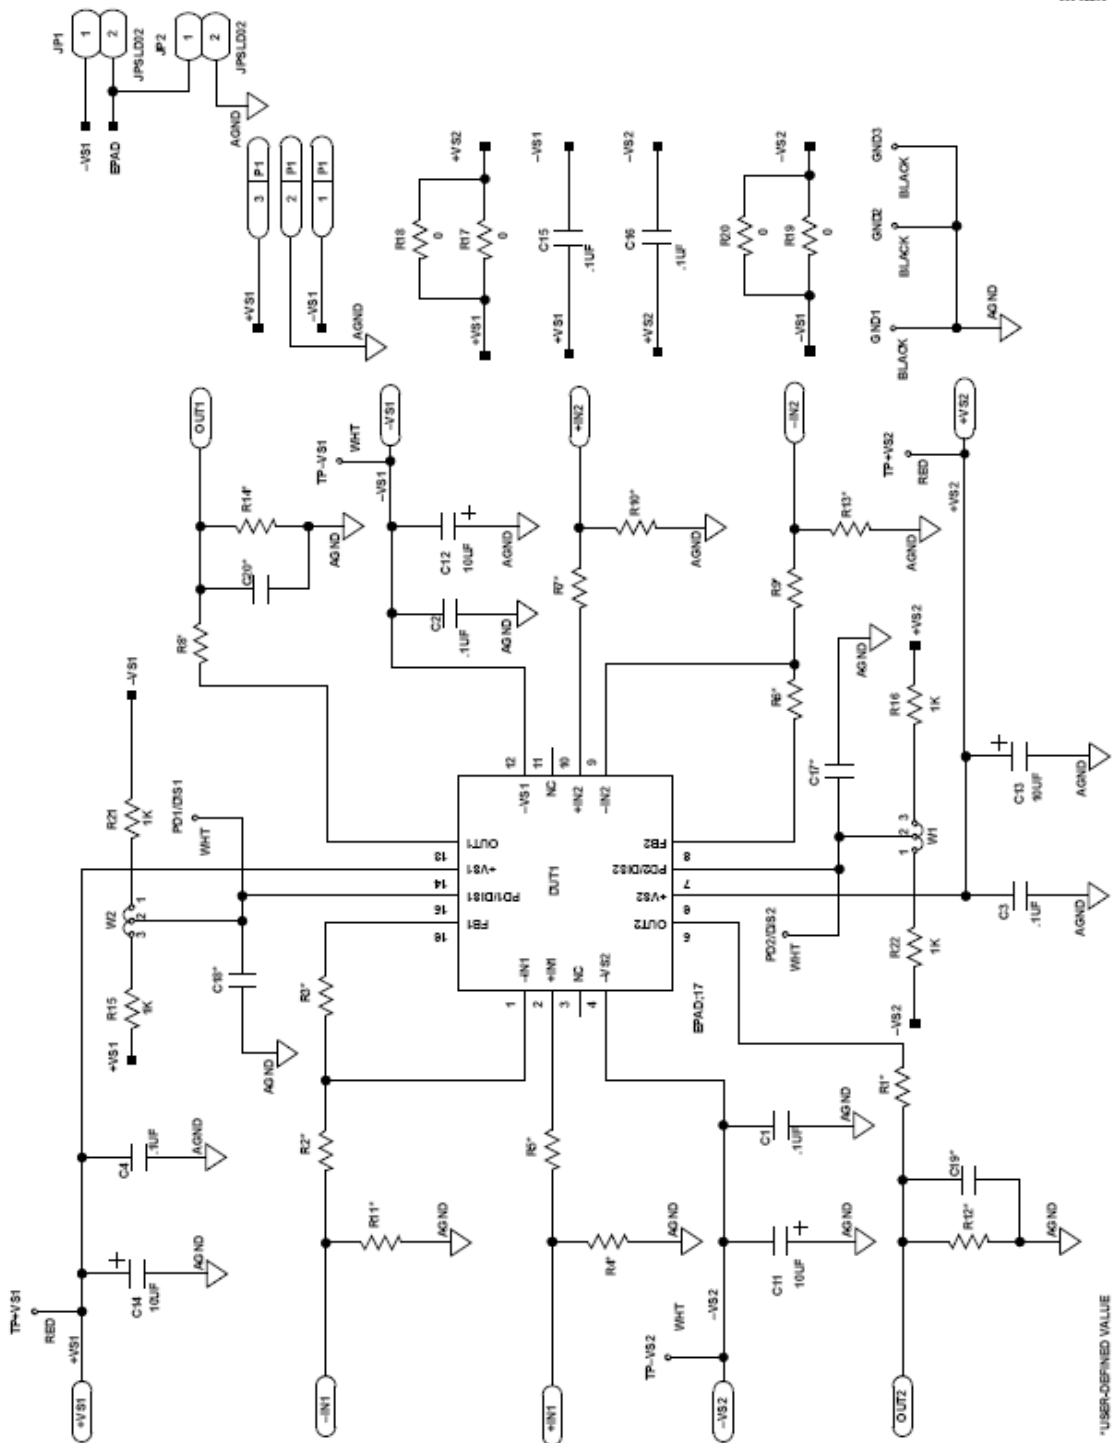 JP1
1
2
JPSLD02
JP2
1
2
JPSLD02
-VS1
EPAD
AGND
3 P1
2 P1
1 P1
+VS1
-VS1
AGND
+VS2
R18
0
R17
0
+VS1
-VS1
C15
.1UF
+VS1
-VS2
C16
.1UF
+VS2
-VS2
R20
0
R19
0
-VS1
GND3
BLACK
GND2
BLACK
GND1
BLACK
AGND
OUT1
R14*
C20*
AGND
R8*
-VS1
TP-VS1
WHT
-VS1
C12
10UF
AGND
C2
.1UF
AGND
+IN2
R10*
AGND
R7*
-IN2
R13*
AGND
R9*
R6*
+VS2
TP+VS2
RED
+VS2
-VS1
R21
1K
PD1/DIS1
WHT
W2
1
2
3
R15
1K
+VS1
C18*
AGND
12
11
10
9
-VS1
NC
+IN2
-IN2
13
14
15
16
OUT1
+VS1
PD1/DIS1
FB1
DUT1
FB2
PD2/DIS2
+VS2
OUT2
8
7
6
5
-IN1
+IN1
NC
-VS2
1
2
3
4
EPAD;17
C17*
AGND
+VS2
R16
1K
W1
3
2
1
PD2/DIS2
WHT
R22
1K
-VS2
C13
10UF
AGND
C3
.1UF
AGND
C4
.1UF
AGND
C14
10UF
AGND
TP+VS1
RED
+VS1
+VS1
R3*
R2*
R11*
AGND
-IN1
R5*
R4*
AGND
+IN1
C1
.1UF
AGND
C11
10UF
AGND
-VS2
WHT
TP-VS2
-VS2
R1*
C19*
R12*
AGND
OUT2
*USER-DEFINED VALUE